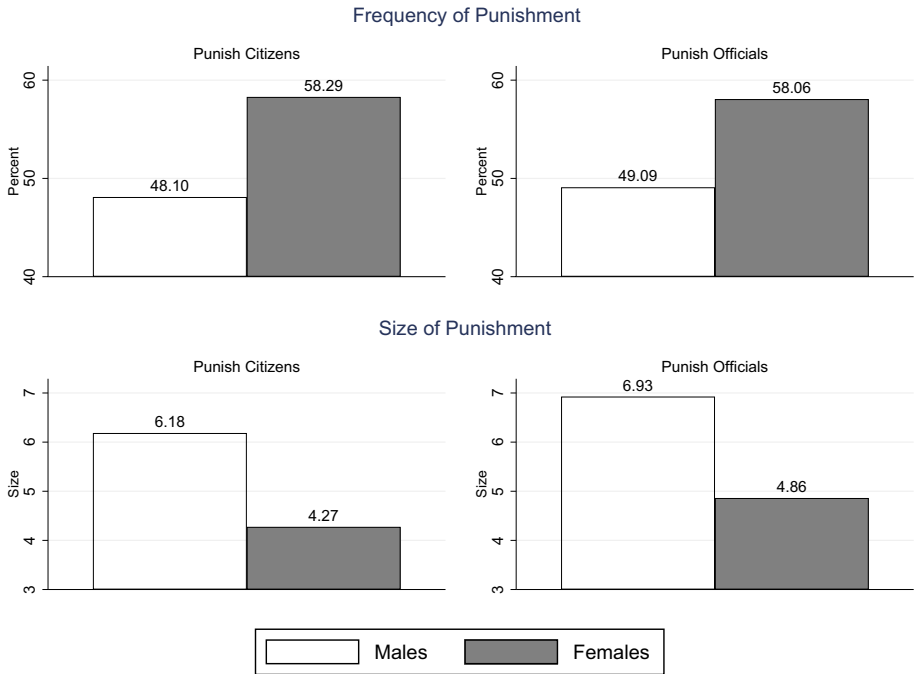 Frequency of Punishment
Punish Citizens
Percent
60
50
40
48.10
58.29
Punish Officials
Percent
60
50
40
49.09
58.06
Size of Punishment
Punish Citizens
Size
7
6
5
4
3
6.18
4.27
Punish Officials
Size
7
6
5
4
3
6.93
4.86
Males Females